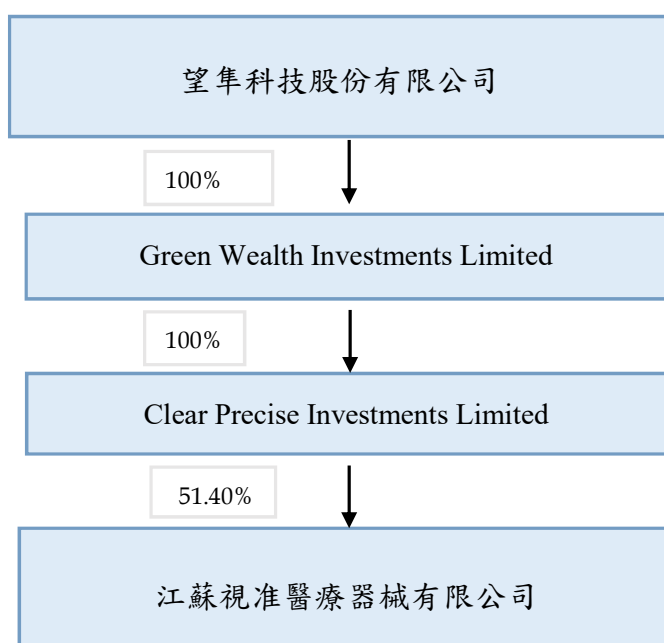 望隼科技股份有限公司
100%
Green Wealth Investments Limited
100%
Clear Precise Investments Limited
51.40%
江蘇視准醫療器械有限公司